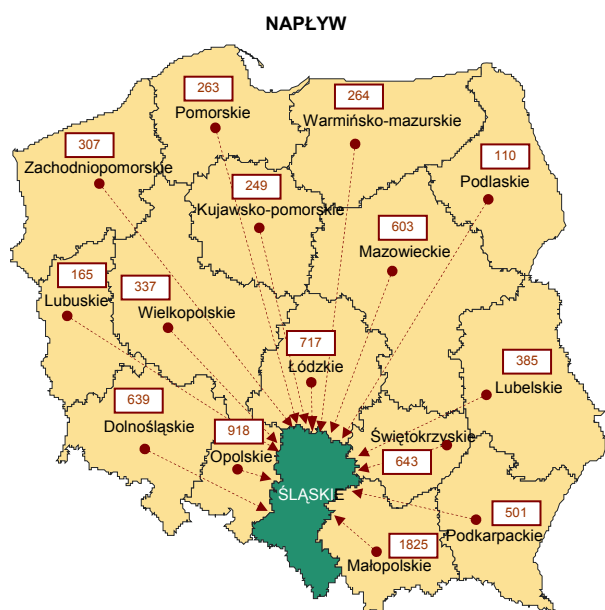 NAPŁYW
263
Pomorskie
264
Warmińsko-mazurskie
307
Zachodniopomorskie
110
Podlaskie
249
Kujawsko-pomorskie
603
Mazowieckie
165
Lubuskie
337
Wielkopolskie
717
Łódzkie
385
Lubelskie
639
Dolnośląskie
918
Opolskie
Świętokrzyskie
643
ŚLĄSKIE
501
Podkarpackie
1825
Małopolskie